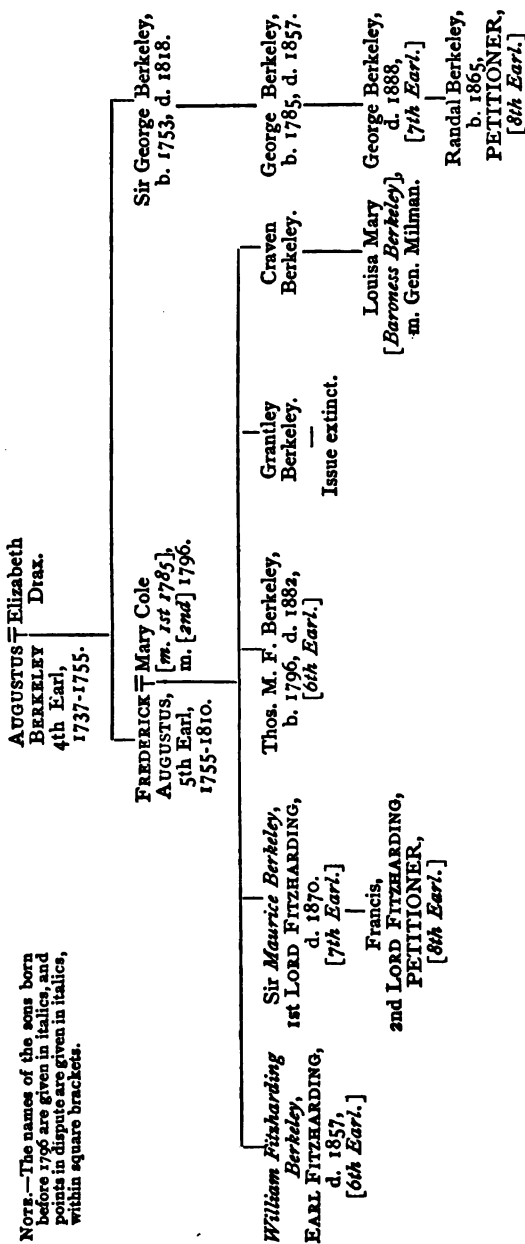 NOTE.—The names of the sons born
before 1796 are given in italics, and
points in dispute are given in italics,
within square brackets.
AUGUSTUS = Elizabeth
BERKELEY Drax.
4th Earl,
1737-1755.
FREDERICK = Mary Cole
AUGUSTUS, [m. 1st 1785],
5th Earl, m. [2nd] 1796.
1755-1810.
Sir George Berkeley,
b. 1753, d. 1818.
William Fitzharding
Berkeley,
EARL FITZHARDING,
d. 1857,
[6th Earl.]
Sir Maurice Berkeley,
1st LORD FITZHARDING,
d. 1870.
[7th Earl.]
Thos. M. F. Berkeley,
b. 1796, d. 1882,
[6th Earl.]
Grantley
Berkeley.
Issue extinct.
Craven
Berkeley.
George Berkeley,
b. 1785, d. 1857.
Francis,
2nd LORD FITZHARDING,
PETITIONER,
[8th Earl.]
Louisa Mary
[Baroness Berkeley],
m. Gen. Milman.
George Berkeley,
d. 1888,
[7th Earl.]
Randal Berkeley,
b. 1865,
PETITIONER,
[8th Earl.]